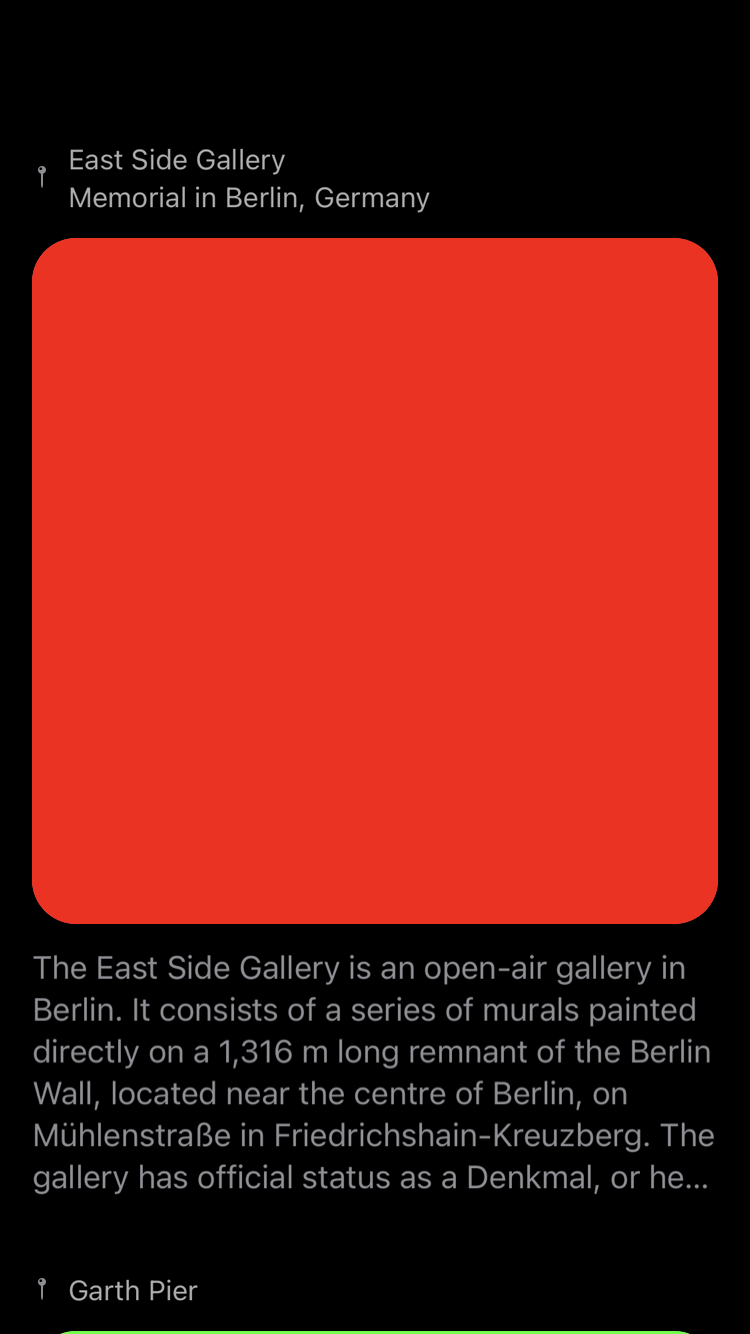 East Side Gallery
Memorial in Berlin, Germany
The East Side Gallery is an open-air gallery in
Berlin. It consists of a series of murals painted
directly on a 1,316 m long remnant of the Berlin
Wall, located near the centre of Berlin, on
Mühlenstraße in Friedrichshain-Kreuzberg. The
gallery has official status as a Denkmal, or he...
Garth Pier